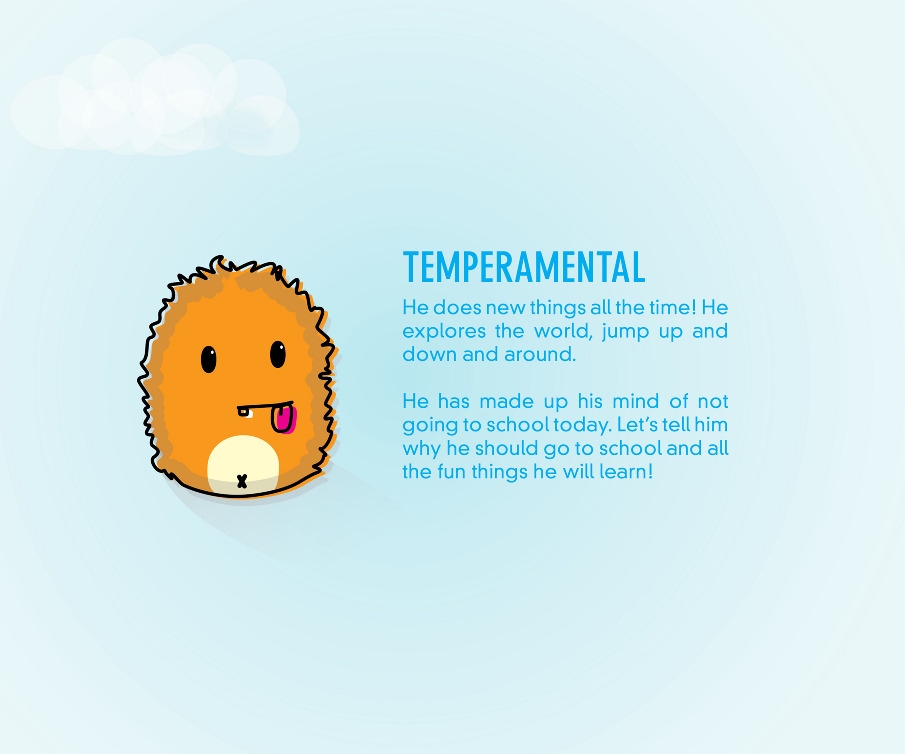 TEMPERAMENTAL
He does new things all the time! He
explores the world, jump up and
down and around.
He has made up his mind of not
going to school today. Let's tell him
why he should go to school and all
the fun things he will learn!